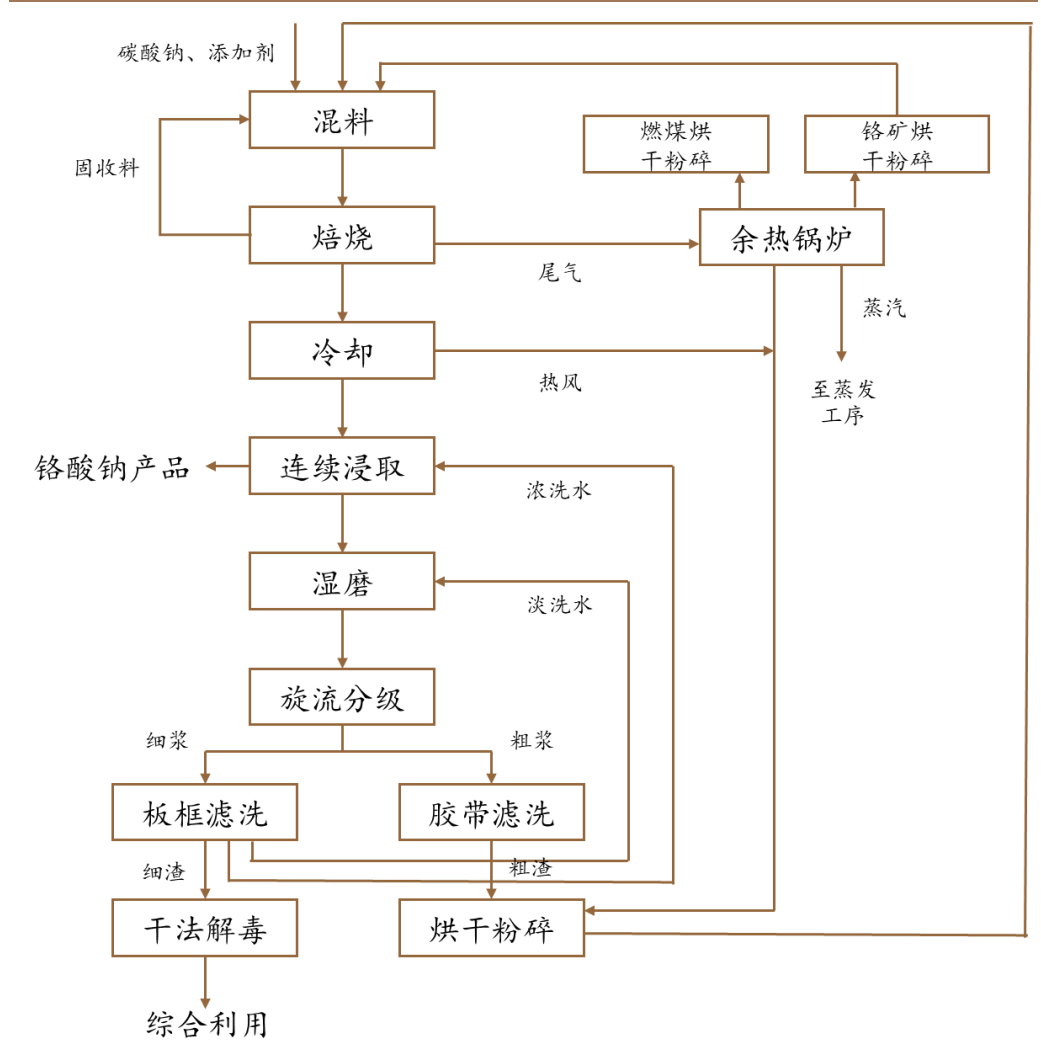 碳酸钠、添加剂
混料
燃煤烘
干粉碎
铬矿烘
干粉碎
固收料
焙烧
余热锅炉
尾气
蒸汽
冷却
热风
至蒸发
工序
铬酸钠产品
连续浸取
浓洗水
湿磨
淡洗水
旋流分级
细浆
粗浆
板框滤洗
胶带滤洗
细渣
粗渣
干法解毒
烘干粉碎
综合利用